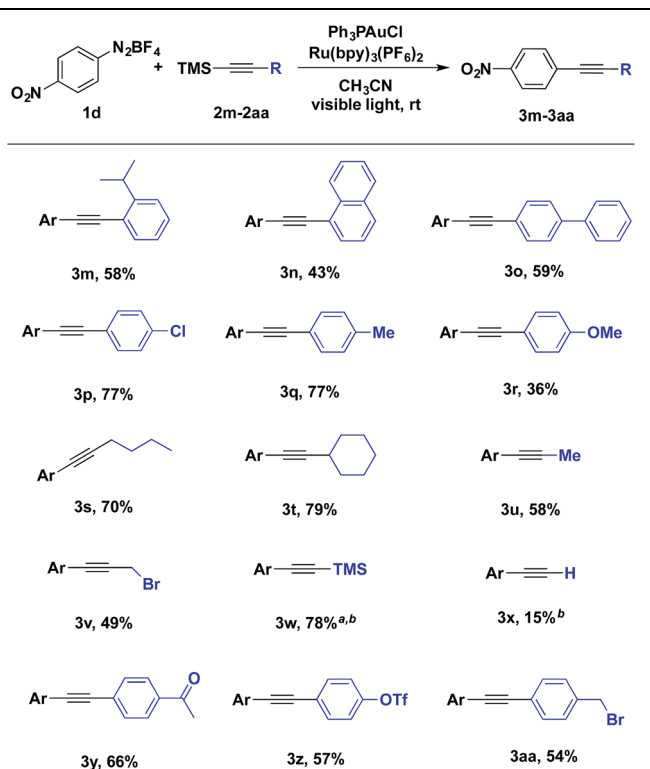 N2BF4
O2N
1d
+
TMS
R
2m-2aa
Ph3PAuCl
Ru(bpy)3(PF6)2
CH3CN
visible light, rt
NO2
R
3m-3aa
Ar
3m, 58%
Ar
3n, 43%
Ar
3o, 59%
Ar
Cl
3p, 77%
Ar
Me
3q, 77%
Ar
OMe
3r, 36%
Ar
3s, 70%
Ar
3t, 79%
Ar
Me
3u, 58%
Ar
Br
3v, 49%
Ar
TMS
3w, 78%a,b
Ar
H
3x, 15%b
Ar
O
3y, 66%
Ar
OTf
3z, 57%
Ar
Br
3aa, 54%